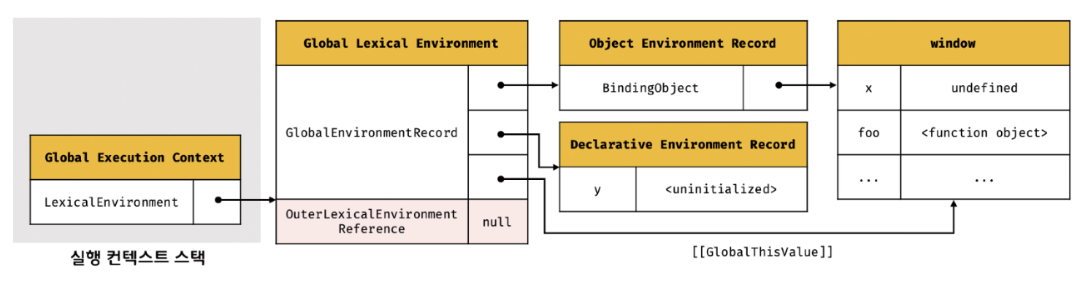 Global Execution Context
LexicalEnvironment
실행 컨텍스트 스택
Global Lexical Environment
GlobalEnvironmentRecord
OuterLexicalEnvironment
Reference
null
Object Environment Record
BindingObject
Declarative Environment Record
y
<uninitialized>
window
x
undefined
foo
<function object>
...
...
[[GlobalThisValue]]